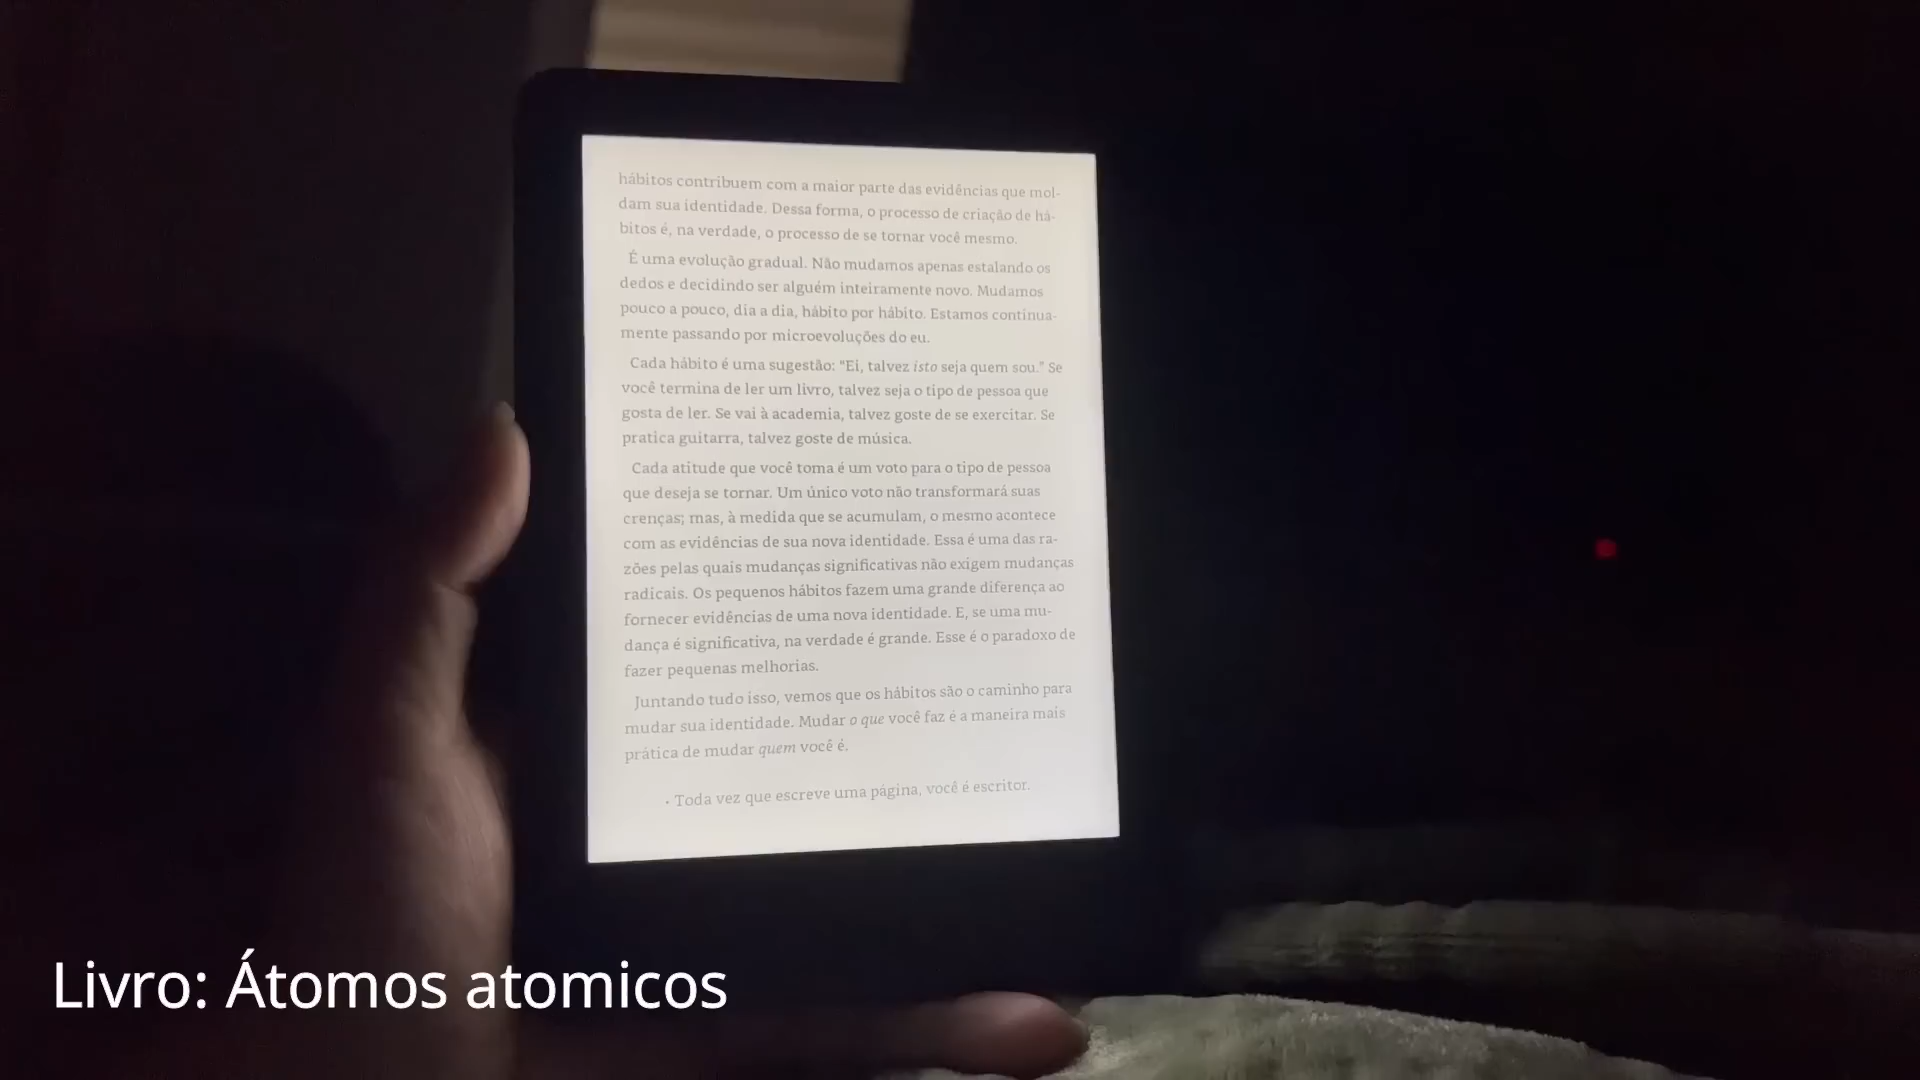 hábitos contribuem com a maior parte das evidências que mol-
dam sua identidade. Dessa forma, o processo de criação de há-
bitos é, na verdade, o processo de se tornar você mesmo.
É uma evolução gradual. Não mudamos apenas estalando os
dedos e decidindo ser alguém inteiramente novo. Mudamos
pouco a pouco, dia a dia, hábito por hábito. Estamos continua-
mente passando por microevoluções do eu.
Cada hábito é uma sugestão: “Ei, talvez isto seja quem sou.” Se
você termina de ler um livro, talvez seja o tipo de pessoa que
gosta de ler. Se vai à academia, talvez goste de se exercitar. Se
pratica guitarra, talvez goste de música.
Cada atitude que você toma é um voto para o tipo de pessoa
que deseja se tornar. Um único voto não transformará suas
crenças; mas, à medida que se acumulam, o mesmo acontece
com as evidências de sua nova identidade. Essa é uma das ra-
zões pelas quais mudanças significativas não exigem mudanças
radicais. Os pequenos hábitos fazem uma grande diferença ao
fornecer evidências de uma nova identidade. E, se uma mu-
dança é significativa, na verdade é grande. Esse é o paradoxo de
fazer pequenas melhorias.
Juntando tudo isso, vemos que os hábitos são o caminho para
mudar sua identidade. Mudar o que você faz é a maneira mais
prática de mudar quem você é.
• Toda vez que escreve uma página, você é escritor.
Livro: Átomos atomicos